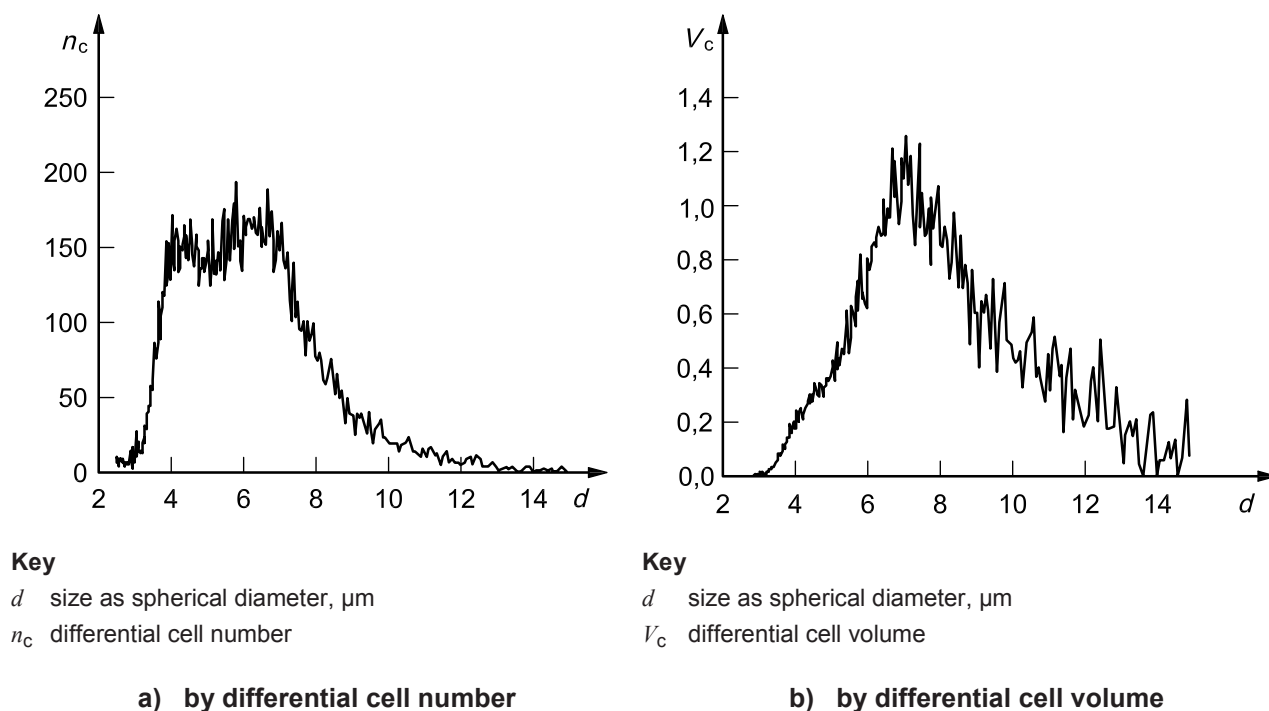 n_c
250
200
150
100
50
0
2 4 6 8 10 12 14 d
Key
d size as spherical diameter, µm
n_c differential cell number
a) by differential cell number
V_c
1,4
1,2
1,0
0,8
0,6
0,4
0,2
0,0
2 4 6 8 10 12 14 d
Key
d size as spherical diameter, µm
V_c differential cell volume
b) by differential cell volume